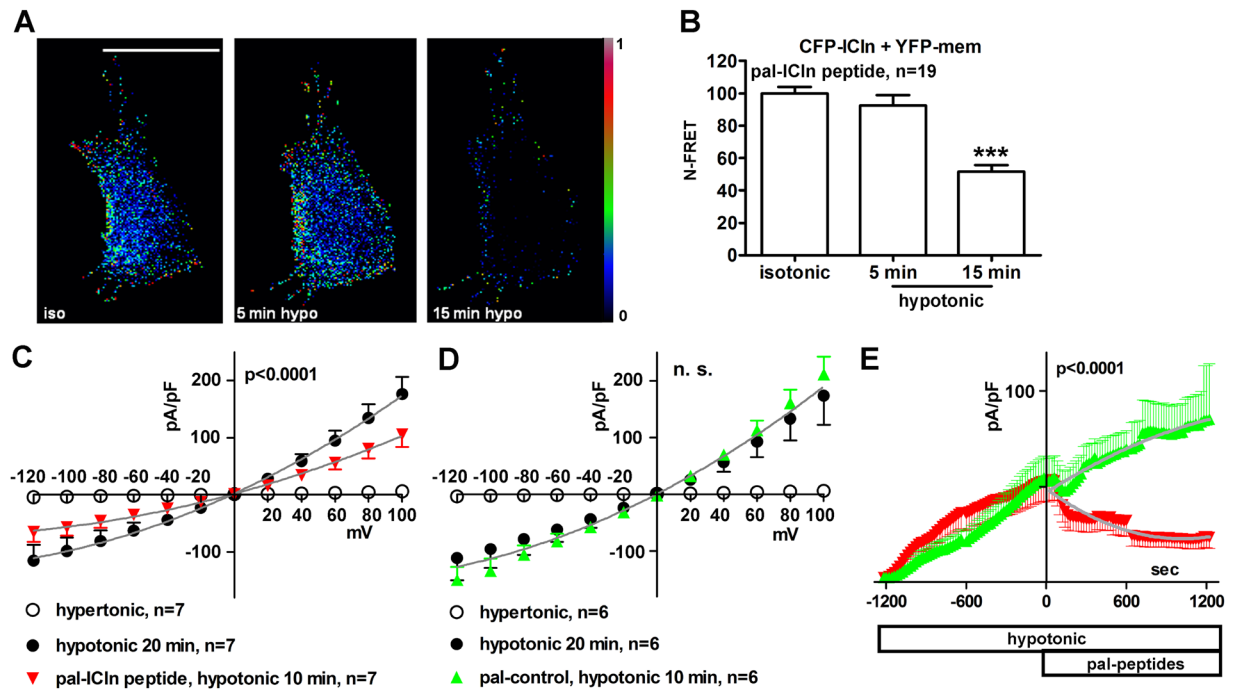 A
1
0
iso
5 min hypo
15 min hypo
B
CFP-ICln + YFP-mem
pal-ICln peptide, n=19
N-FRET
120
100
80
60
40
20
0
***
isotonic
5 min
15 min
hypotonic
C
pA/pF
p<0.0001
200
100
-100
-120 -100 -80 -60 -40 -20
20 40 60 80 100
mV
hypertonic, n=7
hypotonic 20 min, n=7
pal-ICln peptide, hypotonic 10 min, n=7
D
pA/pF
n. s.
200
100
-100
-120 -100 -80 -60 -40 -20
20 40 60 80 100
mV
hypertonic, n=6
hypotonic 20 min, n=6
pal-control, hypotonic 10 min, n=6
E
pA/pF
p<0.0001
100
sec
-1200 -600 0 600 1200
hypotonic
pal-peptides